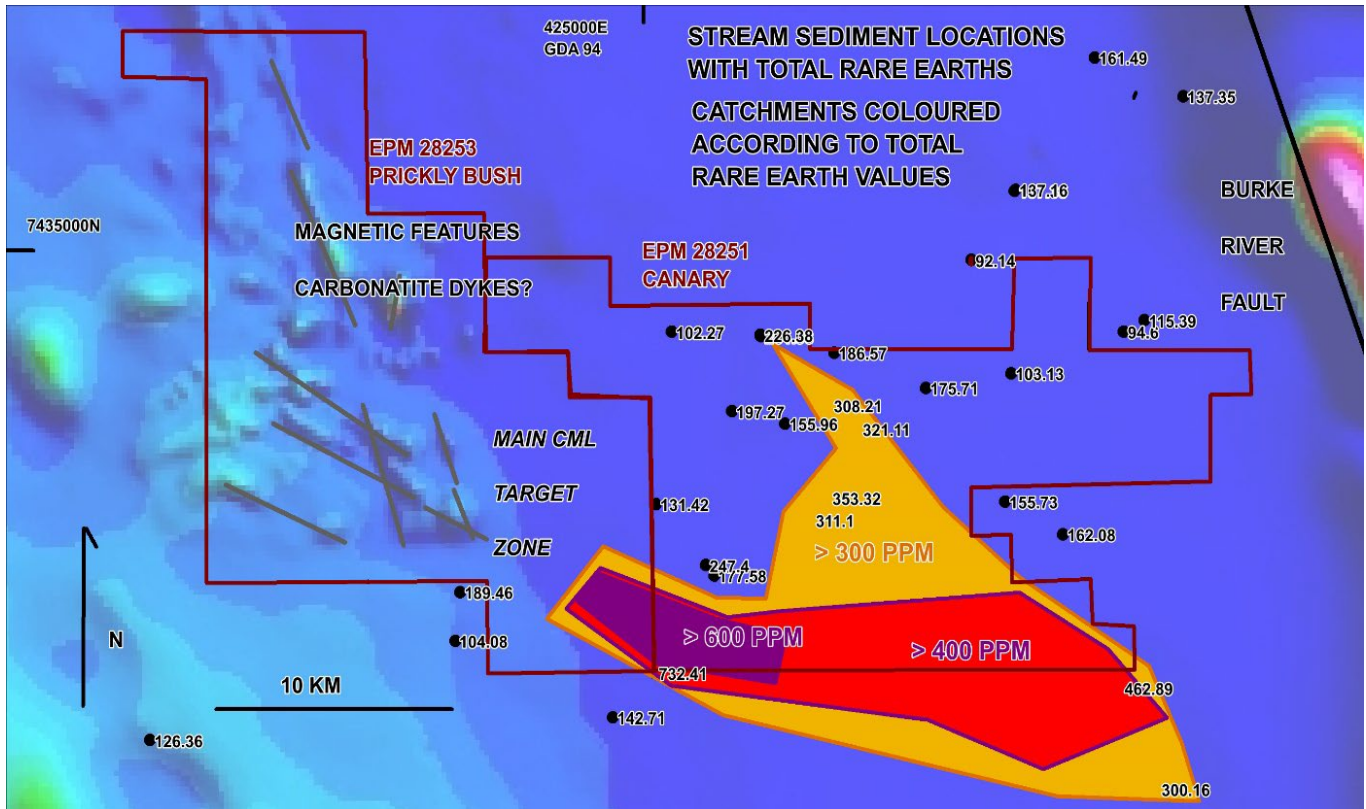 425000E
GDA 94
STREAM SEDIMENT LOCATIONS
WITH TOTAL RARE EARTHS
CATCHMENTS COLOURED
ACCORDING TO TOTAL
RARE EARTH VALUES
161.49
137.35
EPM 28253
PRICKLY BUSH
137.16
BURKE
RIVER
FAULT
7435000N
MAGNETIC FEATURES
CARBONATITE DYKES?
EPM 28251
CANARY
92.14
102.27
226.38
186.57
115.39
94.6
103.13
175.71
197.27
155.96
308.21
321.11
MAIN CML
TARGET
ZONE
131.42
353.32
311.1
155.73
162.08
> 300 PPM
247.4
177.58
189.46
104.08
N
> 600 PPM
> 400 PPM
732.41
462.89
10 KM
142.71
126.36
300.16